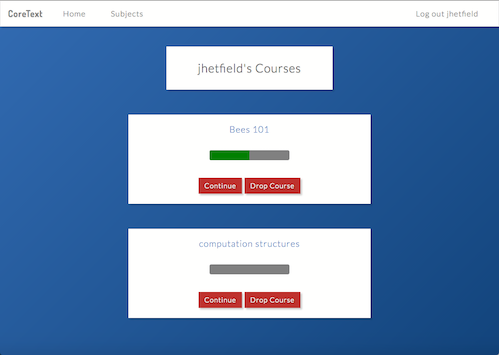 CoreText Home Subjects Log out jhetfield
jhetfield's Courses
Bees 101
Continue Drop Course
computation structures
Continue Drop Course